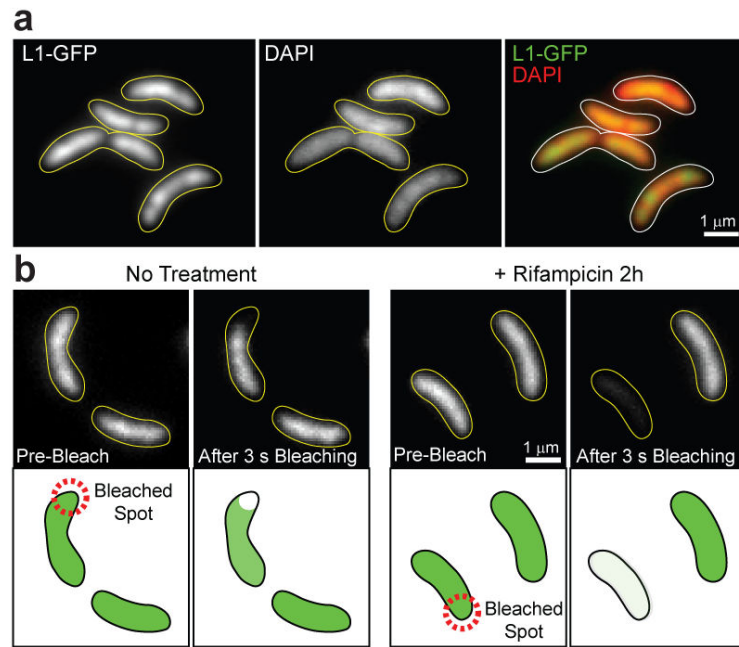 a
L1-GFP
DAPI
L1-GFP
DAPI
1 μm
b
No Treatment
+ Rifampicin 2h
Pre-Bleach
After 3 s Bleaching
Pre-Bleach
1 μm
After 3 s Bleaching
Bleached
Spot
Bleached
Spot